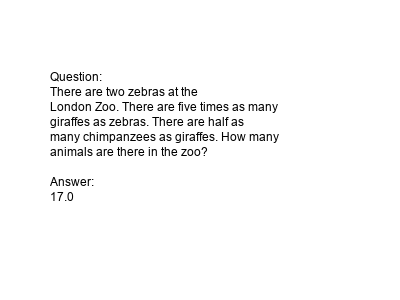 Question:
There are two zebras at the
London Zoo. There are five times as many
giraffes as zebras. There are half as
many chimpanzees as giraffes. How many
animals are there in the zoo?
Answer:
17.0